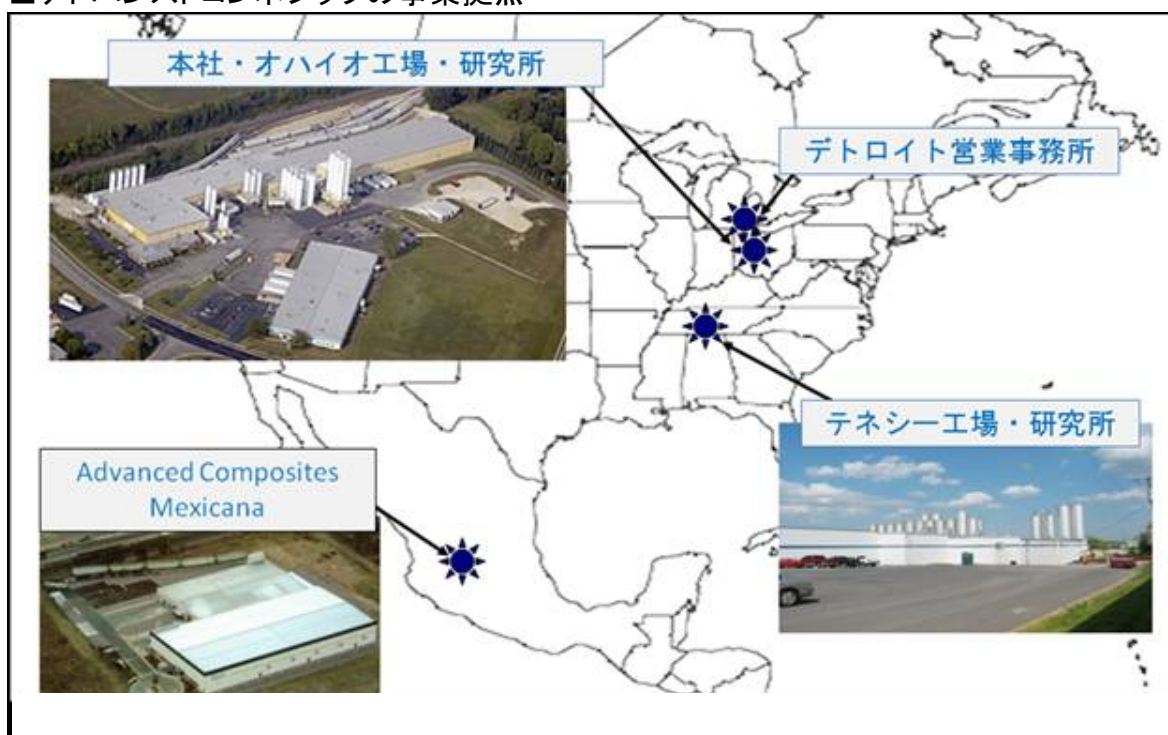 本社・オハイオ工場・研究所
デトロイト営業事務所
テネシー工場・研究所
Advanced Composites
Mexicana